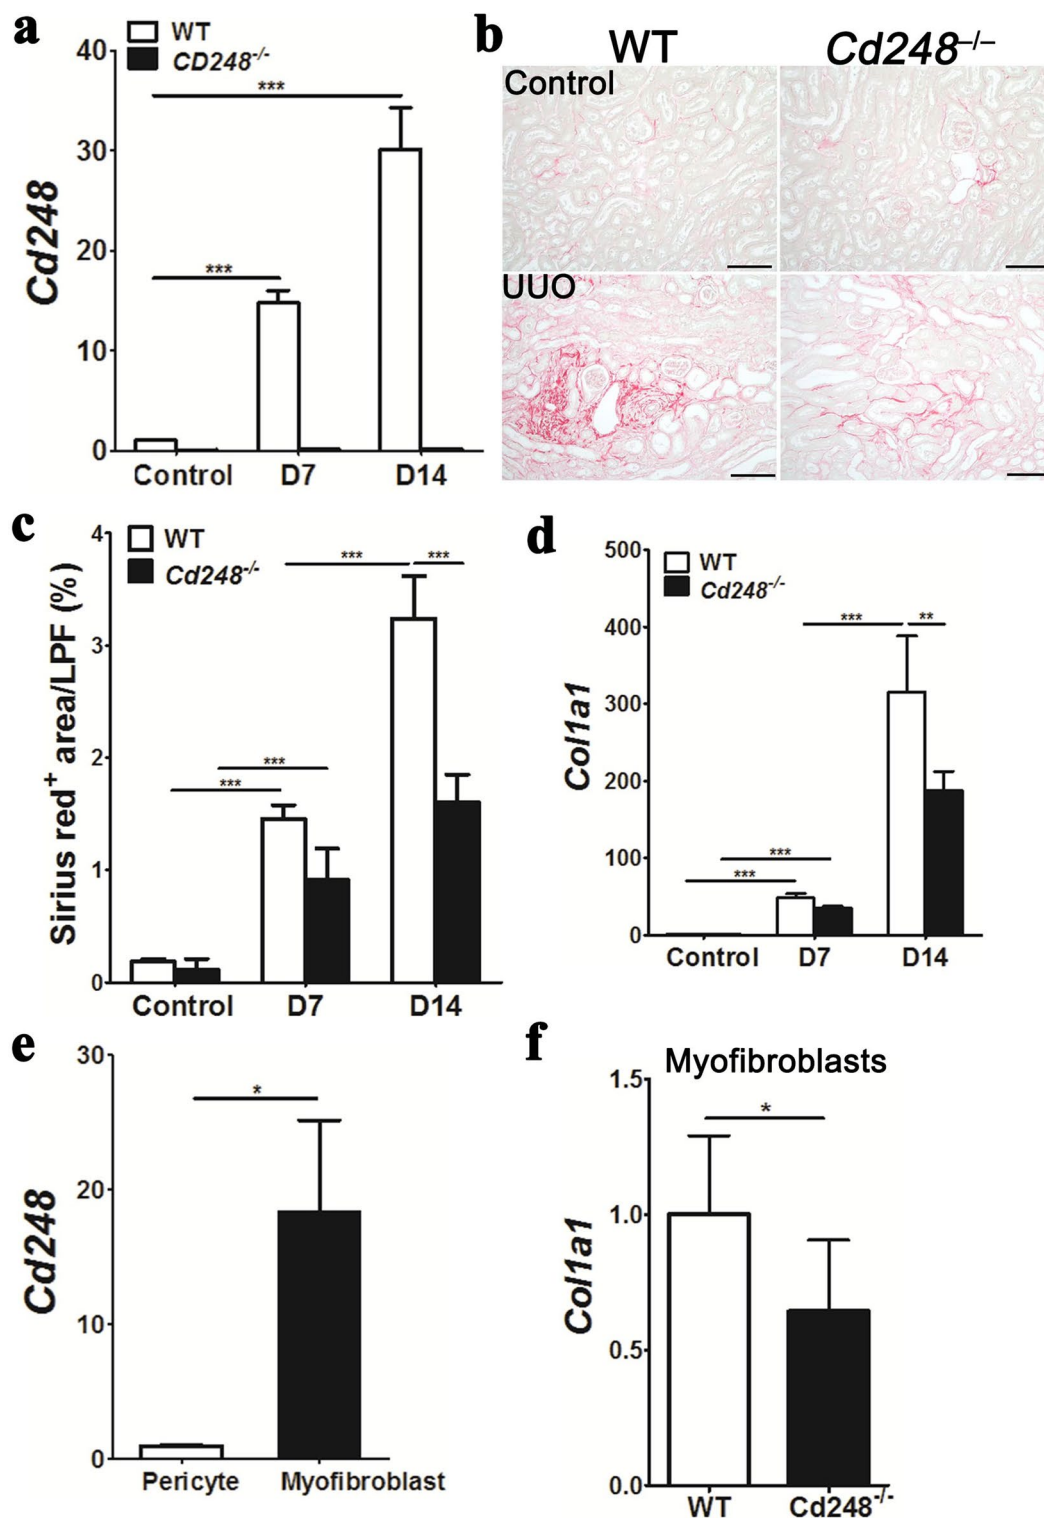 a
WT
CD248-/-
***
***
Cd248
40
30
20
10
0
Control D7 D14
b
WT Cd248–/–
Control
UUO
c
WT
Cd248-/-
***
***
***
***
Sirius red+ area/LPF (%)
4
3
2
1
0
Control D7 D14
d
WT
Cd248-/-
***
**
***
***
Col1a1
500
400
300
200
100
0
Control D7 D14
e
*
Cd248
30
20
10
0
Pericyte Myofibroblast
f
Myofibroblasts
*
Col1a1
1.5
1.0
0.5
0.0
WT Cd248-/-